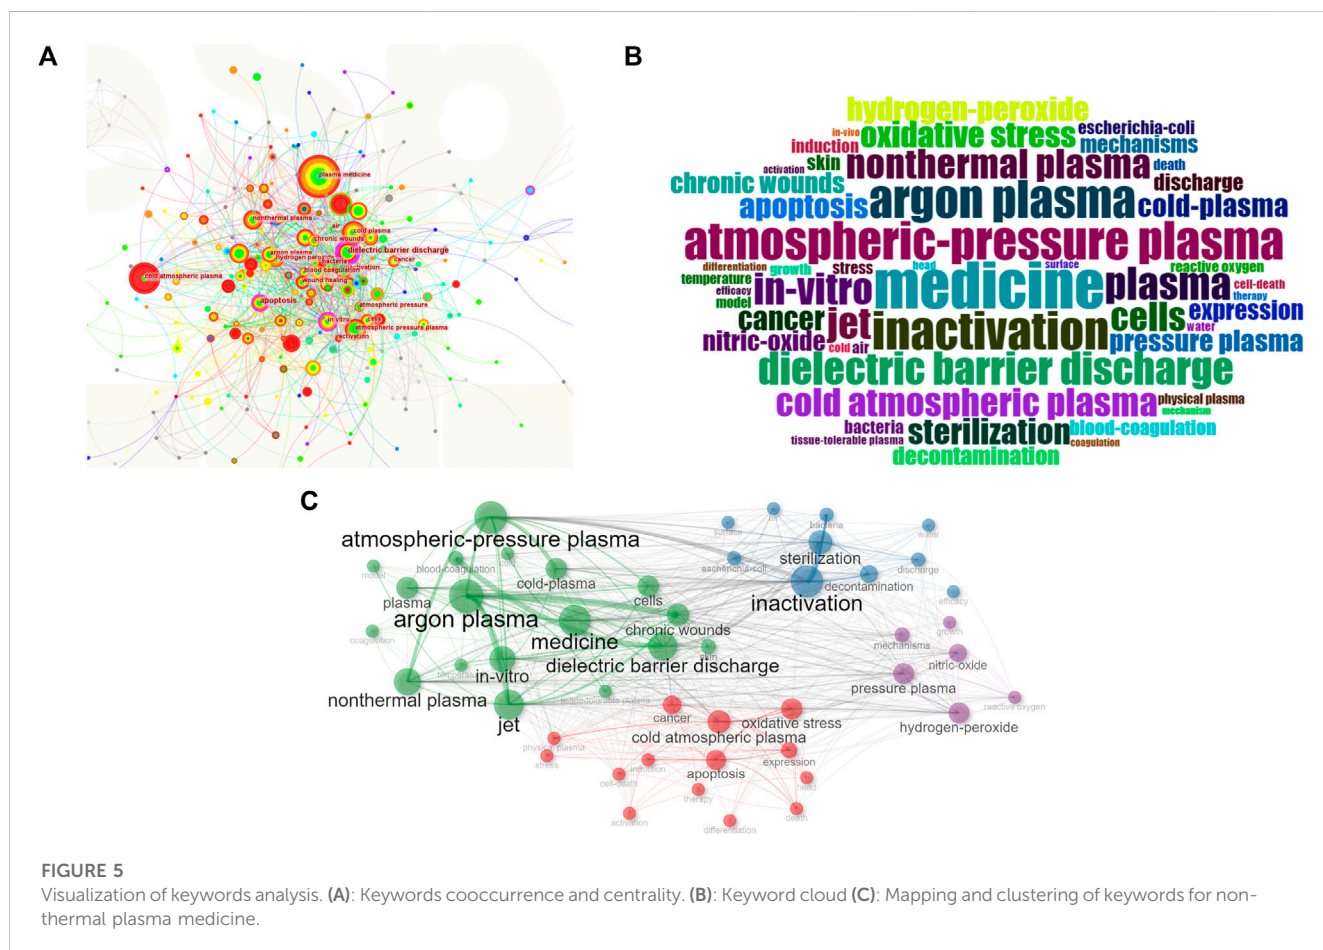 A
plasma medicine
nonthermal plasma
air
cold plasma
chronic wounds
dielectric barrier discharge
argon plasma
hydrogen peroxide
bacteria
cancer
blood coagulation
inactivation
cold atmospheric plasma
wound healing
apoptosis
atmospheric pressure
in vitro
cells
atmospheric pressure plasma
activation
B
hydrogen-peroxide
in-vivo oxidative stress escherichia-coli
induction mechanisms
skin nonthermal plasma death
activation
chronic wounds discharge
apoptosis argon plasma cold-plasma
atmospheric-pressure plasma
differentiation growth stress head surface reactive oxygen
temperature in-vitro medicine plasma cell-death
efficacy therapy
model expression
cancer jet inactivation cells water
nitric-oxide cold air pressure plasma
dielectric barrier discharge
cold atmospheric plasma physical plasma
mechanism
bacteria sterilization blood-coagulation
tissue-tolerable plasma coagulation
decontamination
C
air
bacteria
surface
water
atmospheric-pressure plasma
cold
sterilization
blood-coagulation
escherichia-coli
discharge
model
cold-plasma
decontamination
plasma
cells
inactivation
efficacy
argon plasma
chronic wounds
growth
coagulation
medicine
mechanisms
skin
dielectric barrier discharge
nitric-oxide
temperature
in-vitro
pressure plasma
nonthermal plasma
tissue-tolerable plasma
reactive oxygen
jet
cancer
oxidative stress
hydrogen-peroxide
cold atmospheric plasma
physical plasma
stress
induction
expression
apoptosis
cell-death
head
therapy
activation
death
differentiation
FIGURE 5
Visualization of keywords analysis. (A): Keywords cooccurrence and centrality. (B): Keyword cloud (C): Mapping and clustering of keywords for non-
thermal plasma medicine.